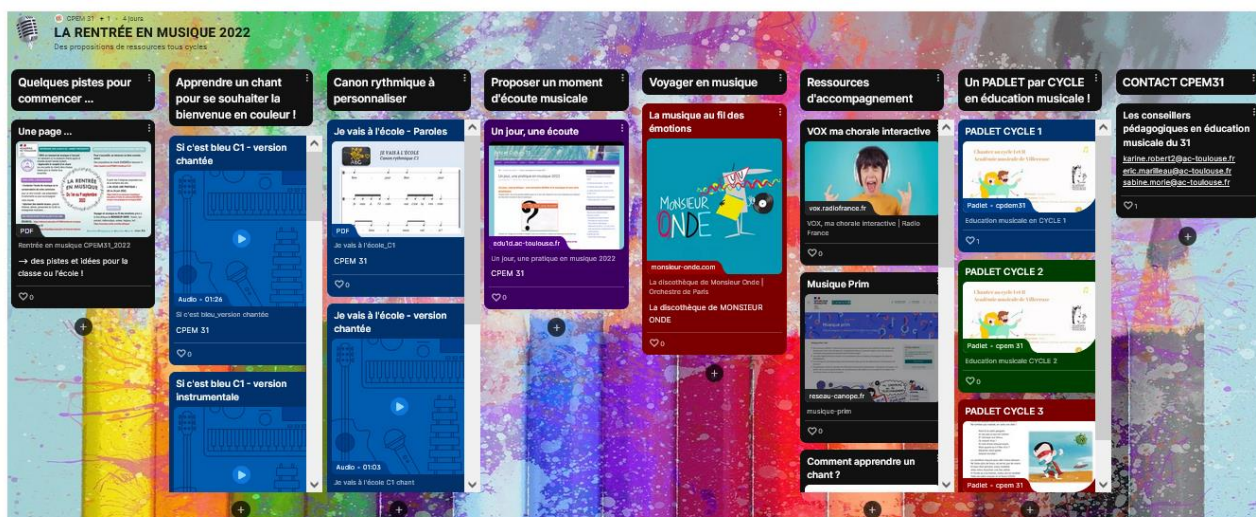 CPEM 31 + 1 • 4 jours
LA RENTRÉE EN MUSIQUE 2022
Des propositions de ressources tous cycles
Quelques pistes pour
commencer ...
Une page ...
LA RENTRÉE
EN MUSIQUE
PDF
Rentrée en musique CPEM31_2022
→ des pistes et idées pour la
classe ou l'école !
0
Apprendre un chant
pour se souhaiter la
bienvenue en couleur !
Si c'est bleu C1 - version
chantée
Audio - 01:26
Si c'est bleu_version chantée
CPEM 31
0
Si c'est bleu C1 - version
instrumentale
Canon rythmique à
personnaliser
Je vais à l'école - Paroles
JE VAIS A L'ÉCOLE
Canon rythmique C1
PDF
Je vais à l'école_C1
CPEM 31
0
Je vais à l'école - version
chantée
Audio - 01:03
Je vais à l'école C1 chant
Proposer un moment
d'écoute musicale
Un jour, une écoute
?
edu1d.ac-toulouse.fr
Un jour, une pratique en musique 2022
CPEM 31
0
Voyager en musique
La musique au fil des
émotions
MONSIEUR
ONDE
monsieur-onde.com
La discothèque de Monsieur Onde |
Orchestre de Paris
La discothèque de MONSIEUR
ONDE
0
Ressources
d'accompagnement
VOX ma chorale interactive
vox.radiofrance.fr
VOX, ma chorale interactive | Radio
France
0
Musique Prim
Musique prim
reseau-canope.fr
musique-prim
0
Comment apprendre un
chant ?
Un PADLET par CYCLE
en éducation musicale !
PADLET CYCLE 1
Padlet - cpdem31
Education musicale en CYCLE 1
1
PADLET CYCLE 2
Padlet - cpem 31
Education musicale CYCLE 2
0
PADLET CYCLE 3
Padlet - cpem 31
CONTACT CPEM31
Les conseillers
pédagogiques en éducation
musicale du 31
karine.robert2@ac-toulouse.fr
eric.marilleau@ac-toulouse.fr
sabine.morie@ac-toulouse.fr
1